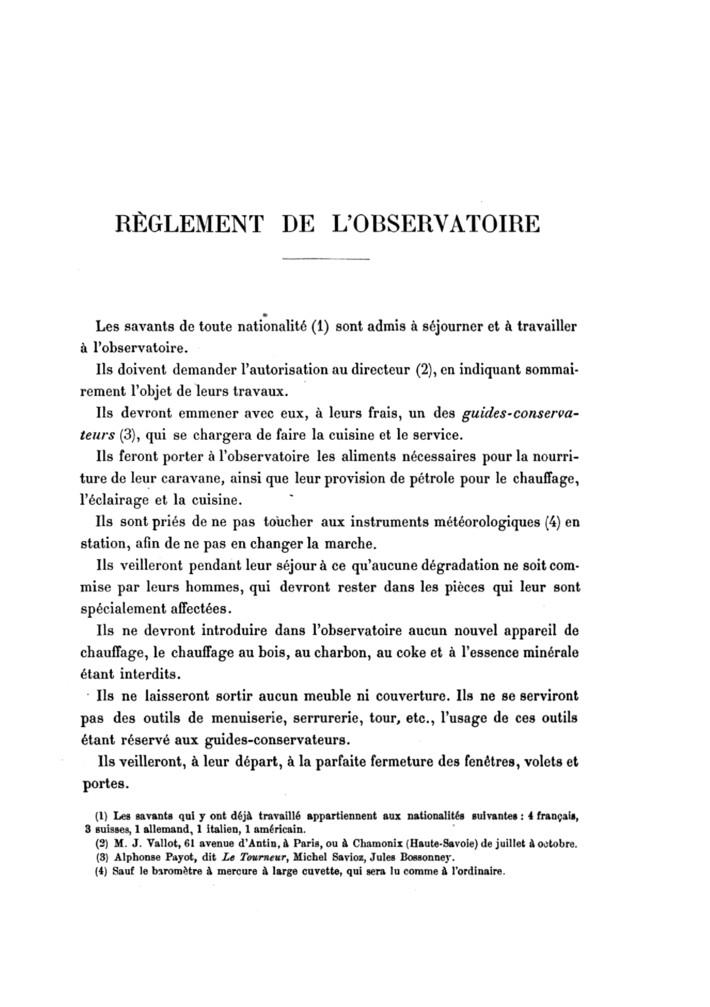 RÈGLEMENT DE L'OBSERVATOIRE
Les savants de toute nationalité (1) sont admis à séjourner et à travailler
à l'observatoire.
Ils doivent demander l'autorisation au directeur (2), en indiquant sommai-
rement l'objet de leurs travaux.
Ils devront emmener avec eux, à leurs frais, un des guides-conserva-
teurs (3), qui se chargera de faire la cuisine et le service.
Ils feront porter à l'observatoire les aliments nécessaires pour la nourri-
ture de leur caravane, ainsi que leur provision de pétrole pour le chauffage,
l'éclairage et la cuisine.
Ils sont priés de ne pas toucher aux instruments météorologiques (4) en
station, afin de ne pas en changer la marche.
Ils veilleront pendant leur séjour à ce qu'aucune dégradation ne soit com-
mise par leurs hommes, qui devront rester dans les pièces qui leur sont
spécialement affectées.
Ils ne devront introduire dans l'observatoire aucun nouvel appareil de
chauffage, le chauffage au bois, au charbon, au coke et à l'essence minérale
étant interdits.
Ils ne laisseront sortir aucun meuble ni couverture. Ils ne se serviront
pas des outils de menuiserie, serrurerie, tour, etc., l'usage de ces outils
étant réservé aux guides-conservateurs.
Ils veilleront, à leur départ, à la parfaite fermeture des fenêtres, volets et
portes.
(1) Les savants qui y ont déjà travaillé appartiennent aux nationalités suivantes : 4 français,
3 suisses, 1 allemand, 1 italien, 1 américain.
(2) M. J. Vallot, 61 avenue d'Antin, à Paris, ou à Chamonix (Haute-Savoie) de juillet à octobre.
(3) Alphonse Payot, dit Le Tourneur, Michel Savioz, Jules Bossonney.
(4) Sauf le baromètre à mercure à large cuvette, qui sera lu comme à l'ordinaire.